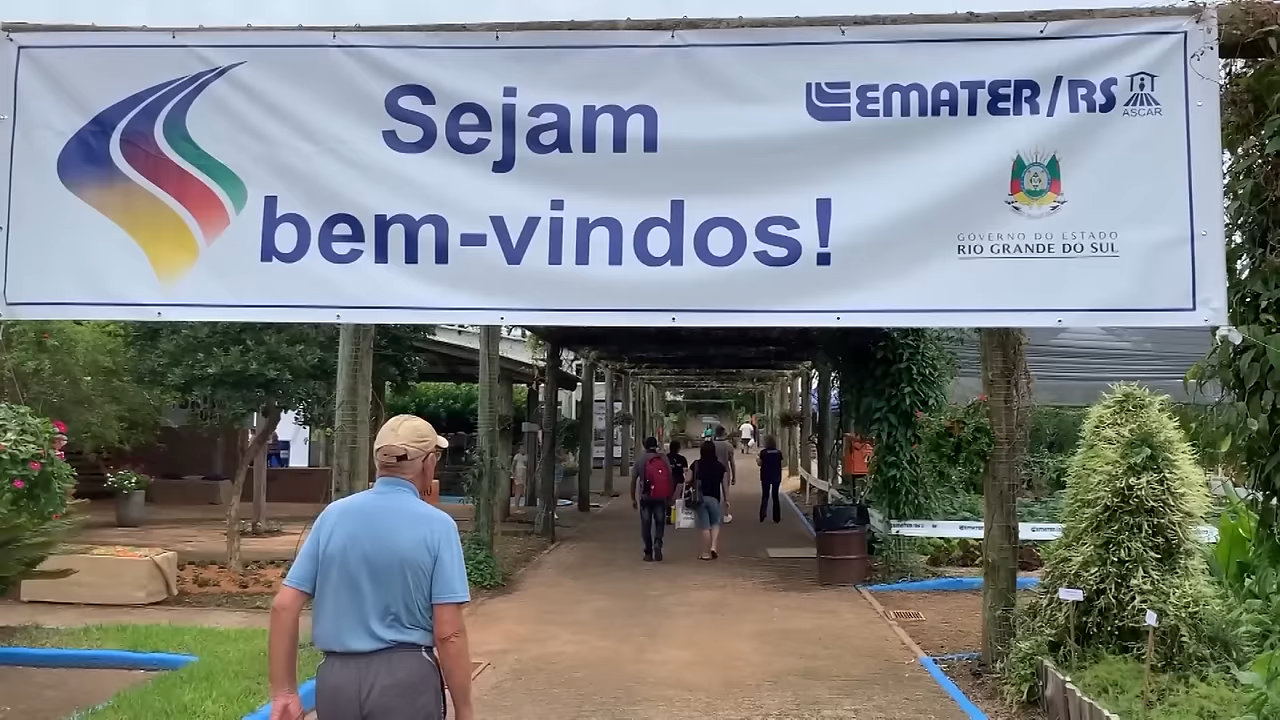 Sejam
bem-vindos!
EMATER/RS
ASCAR
GOVERNO DO ESTADO
RIO GRANDE DO SUL